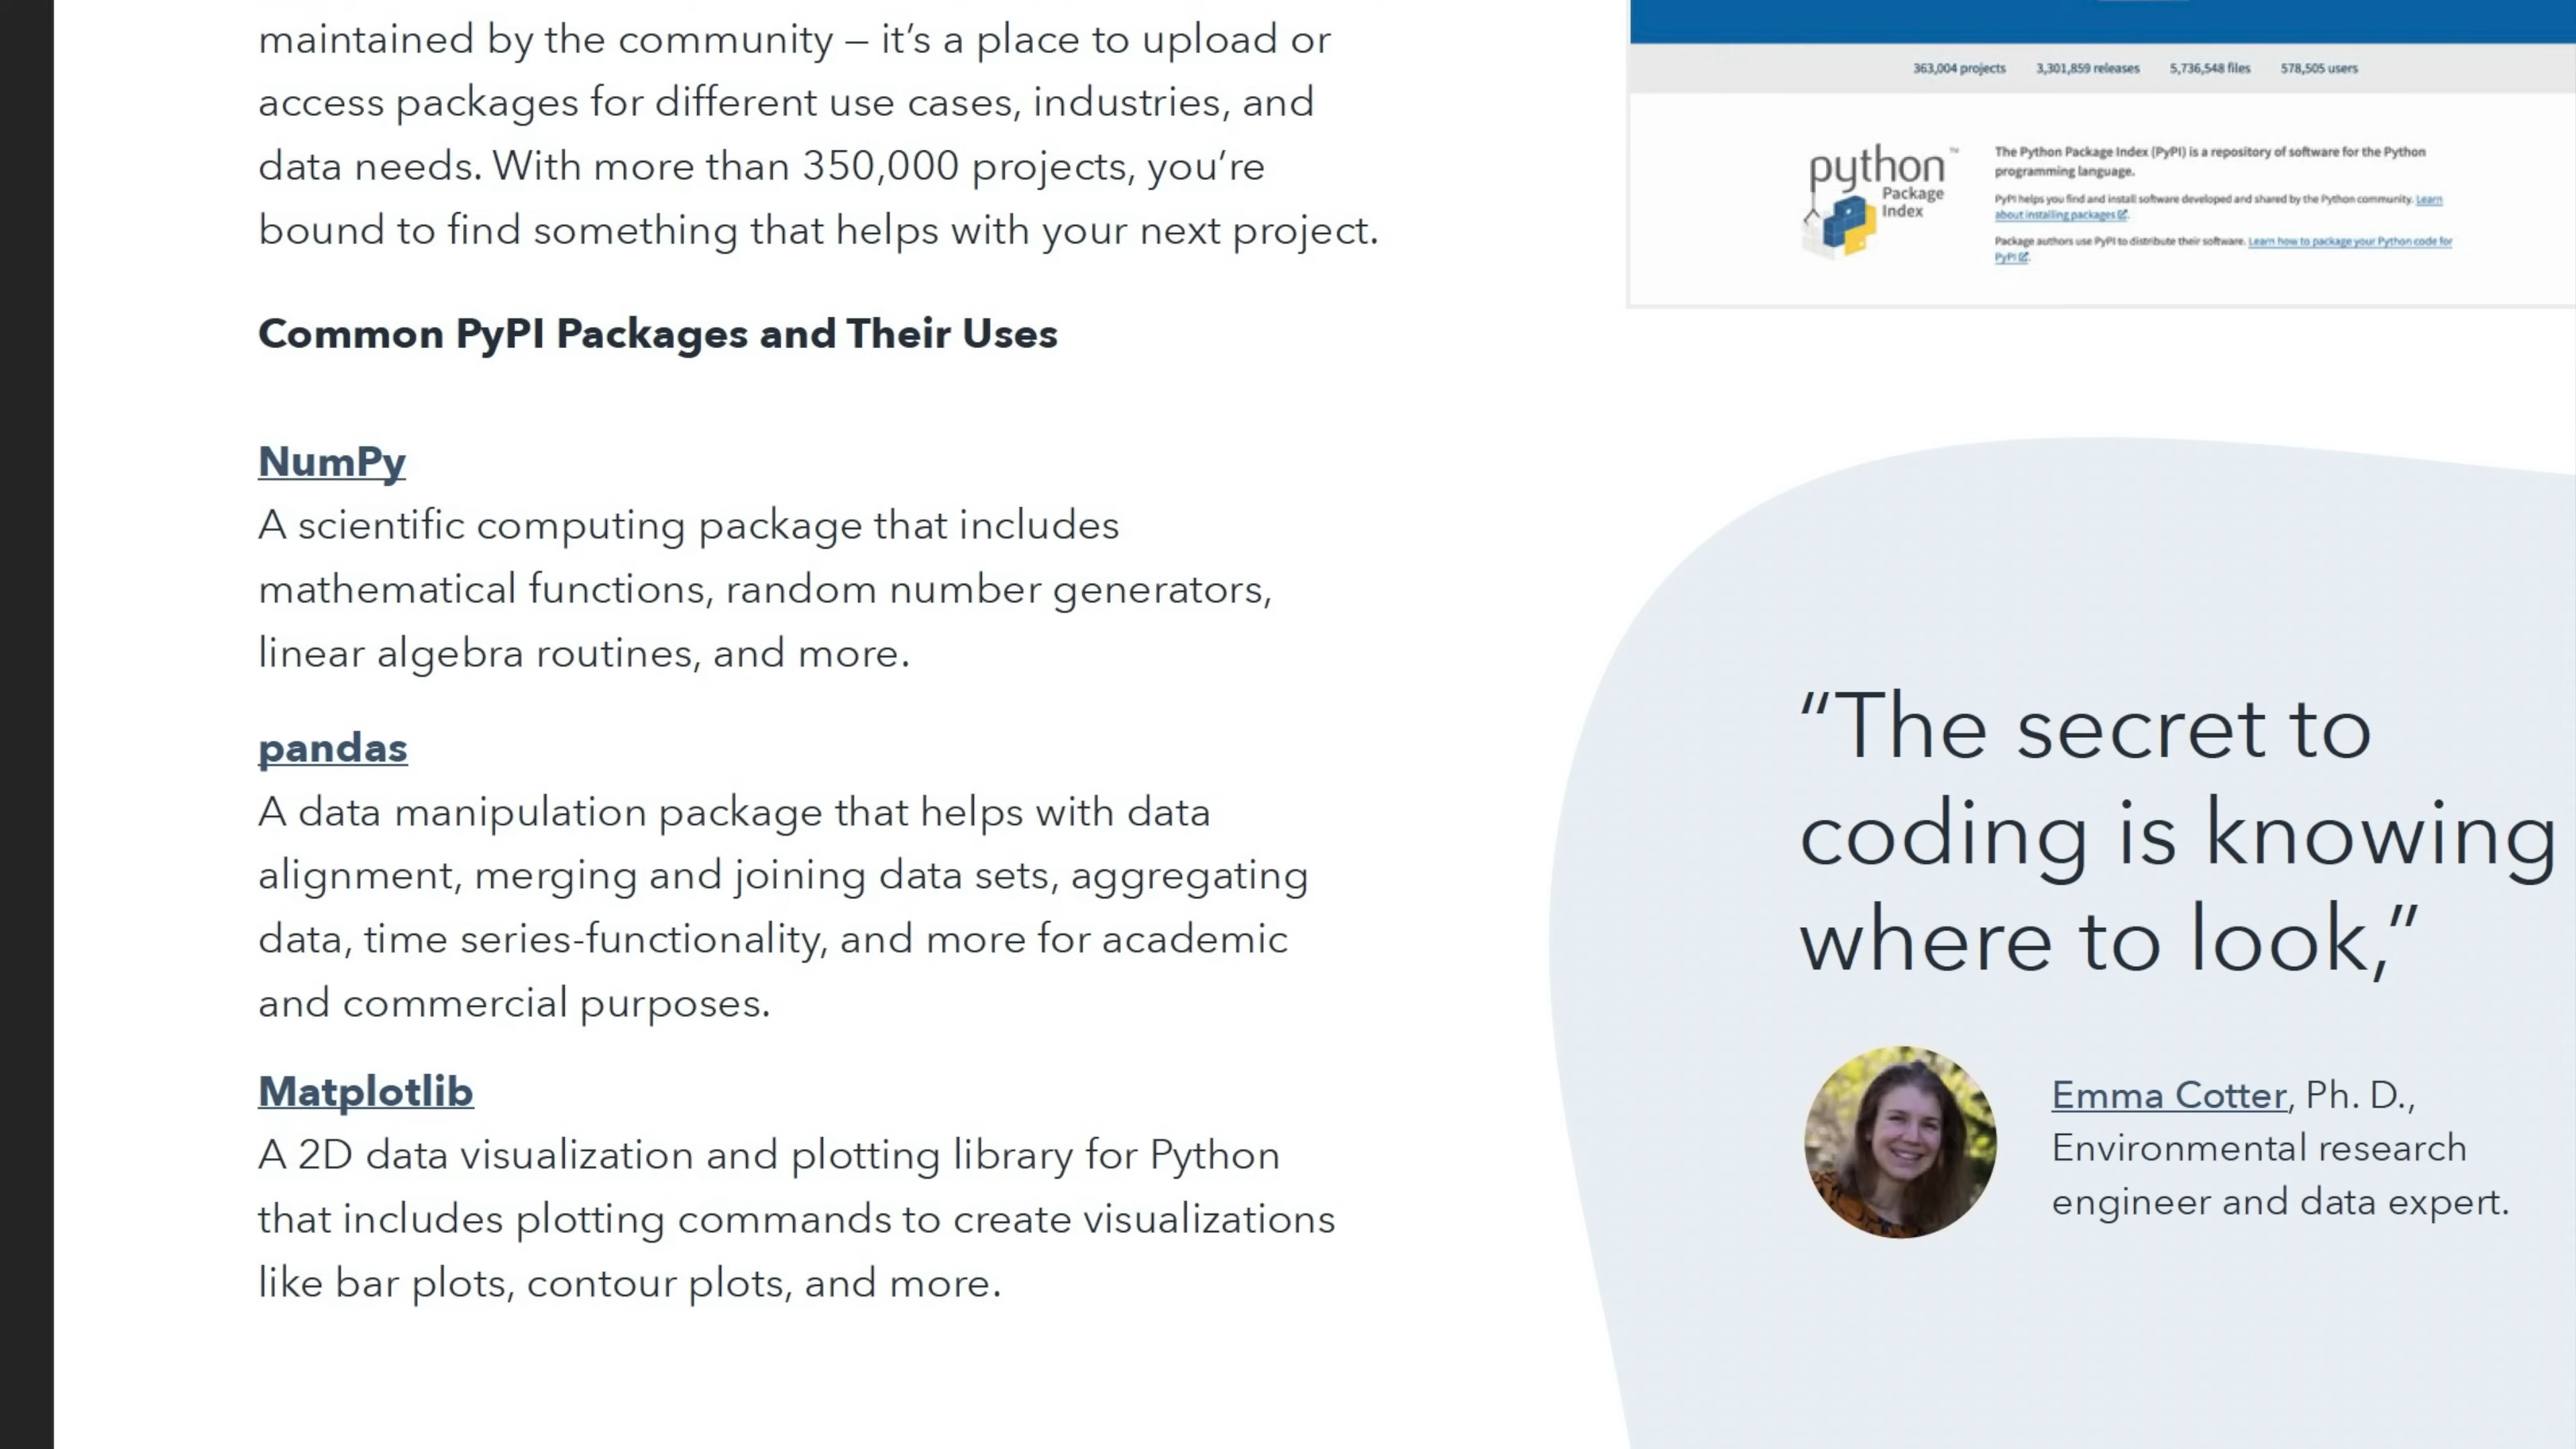 maintained by the community – it’s a place to upload or
access packages for different use cases, industries, and
data needs. With more than 350,000 projects, you’re
bound to find something that helps with your next project.
Common PyPI Packages and Their Uses
NumPy
A scientific computing package that includes
mathematical functions, random number generators,
linear algebra routines, and more.
pandas
A data manipulation package that helps with data
alignment, merging and joining data sets, aggregating
data, time series-functionality, and more for academic
and commercial purposes.
Matplotlib
A 2D data visualization and plotting library for Python
that includes plotting commands to create visualizations
like bar plots, contour plots, and more.
363,004 projects 3,301,859 releases 5,736,548 files 578,505 users
python™
Package
Index
The Python Package Index (PyPI) is a repository of software for the Python
programming language.
PyPI helps you find and install software developed and shared by the Python community. Learn
about installing packages.
Package authors use PyPI to distribute their software. Learn how to package your Python code for
PyPI.
“The secret to
coding is knowing
where to look,”
Emma Cotter, Ph. D.,
Environmental research
engineer and data expert.